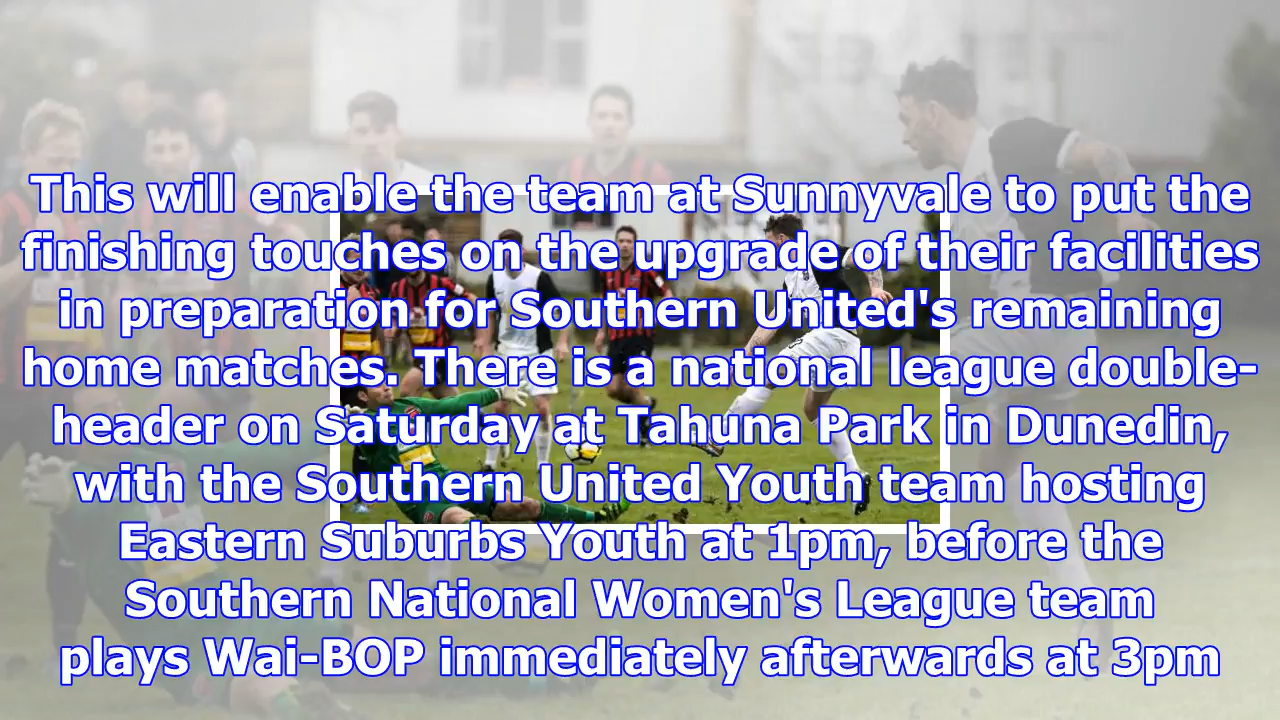 This will enable the team at Sunnyvale to put the
finishing touches on the upgrade of their facilities
in preparation for Southern United's remaining
home matches. There is a national league double-
header on Saturday at Tahuna Park in Dunedin,
with the Southern United Youth team hosting
Eastern Suburbs Youth at 1pm, before the
Southern National Women's League team
plays Wai-BOP immediately afterwards at 3pm